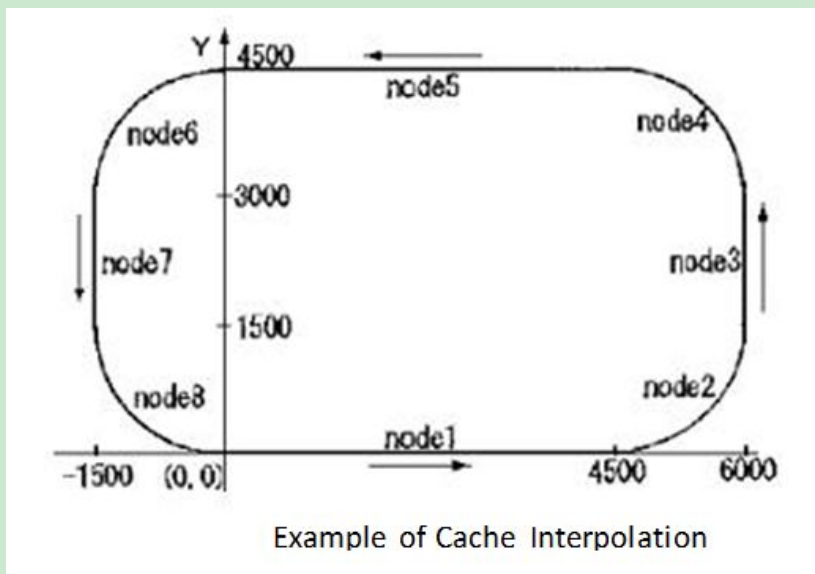 Y
4500
node5
node6
node4
3000
node7
node3
1500
node8
node2
node1
-1500
(0,0)
4500
6000
Example of Cache Interpolation